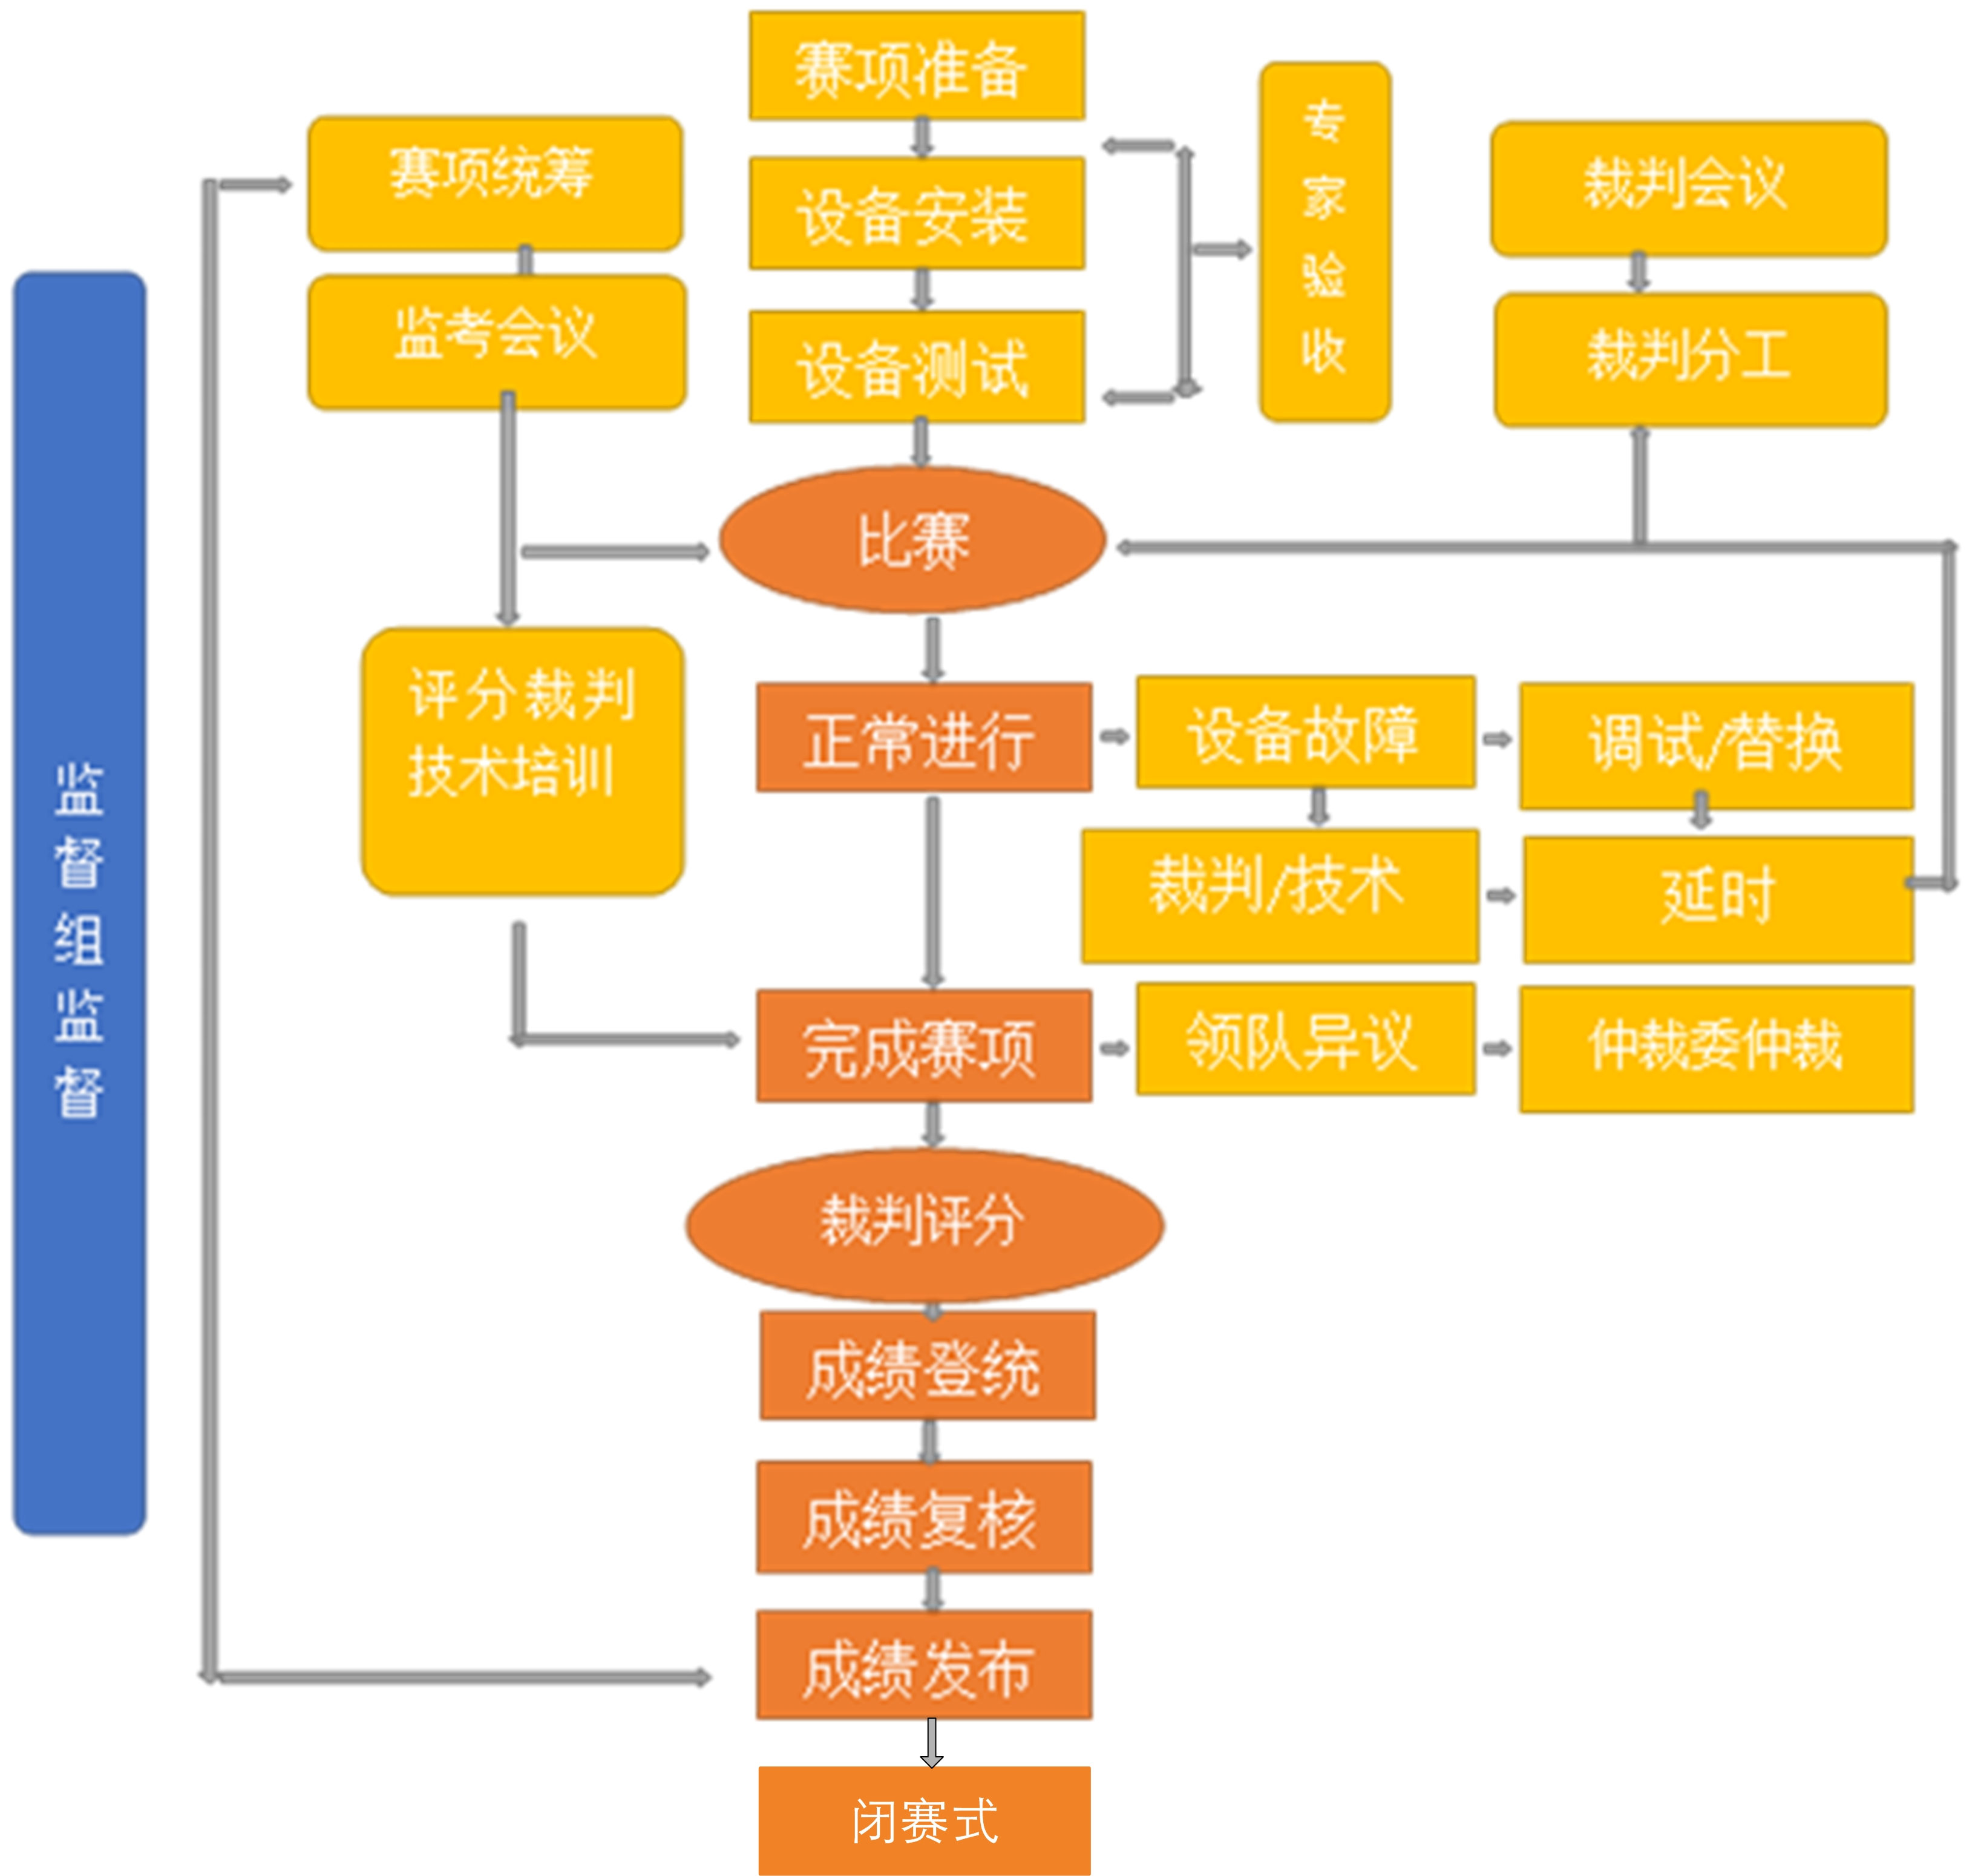 赛项准备
赛项统筹
专家验收
裁判会议
设备安装
监考会议
设备测试
裁判分工
比赛
评分裁判
技术培训
正常进行
设备故障
调试/替换
监督组监督
裁判/技术
延时
完成赛项
领队异议
仲裁委仲裁
裁判评分
成绩登统
成绩复核
成绩发布
闭赛式